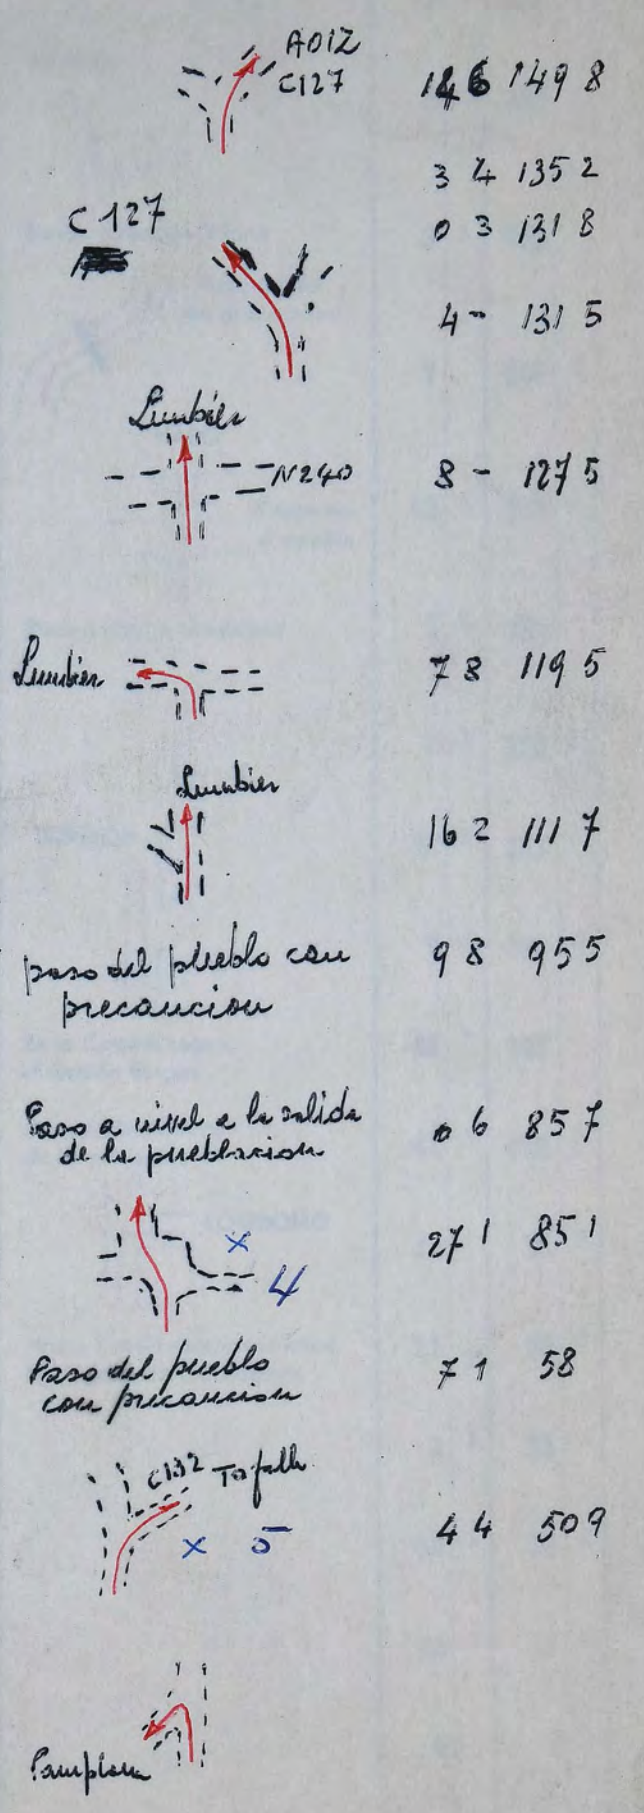 AOIZ
C127 146 149 8
3 4 135 2
C 127 0 3 131 8
4 - 131 5
Lumbier
N240 8 - 127 5
Lumbier 7 8 119 5
Lumbier
16 2 111 7
paso del pueblo con 9 8 95 5
precaucion
Paso a nivel a la salida 0 6 85 7
de la pueblacion
x 27 1 85 1
4
Paso del pueblo 7 1 58
con precaucion
C132 Tafalla
x 5 4 4 50 9
Pamplona